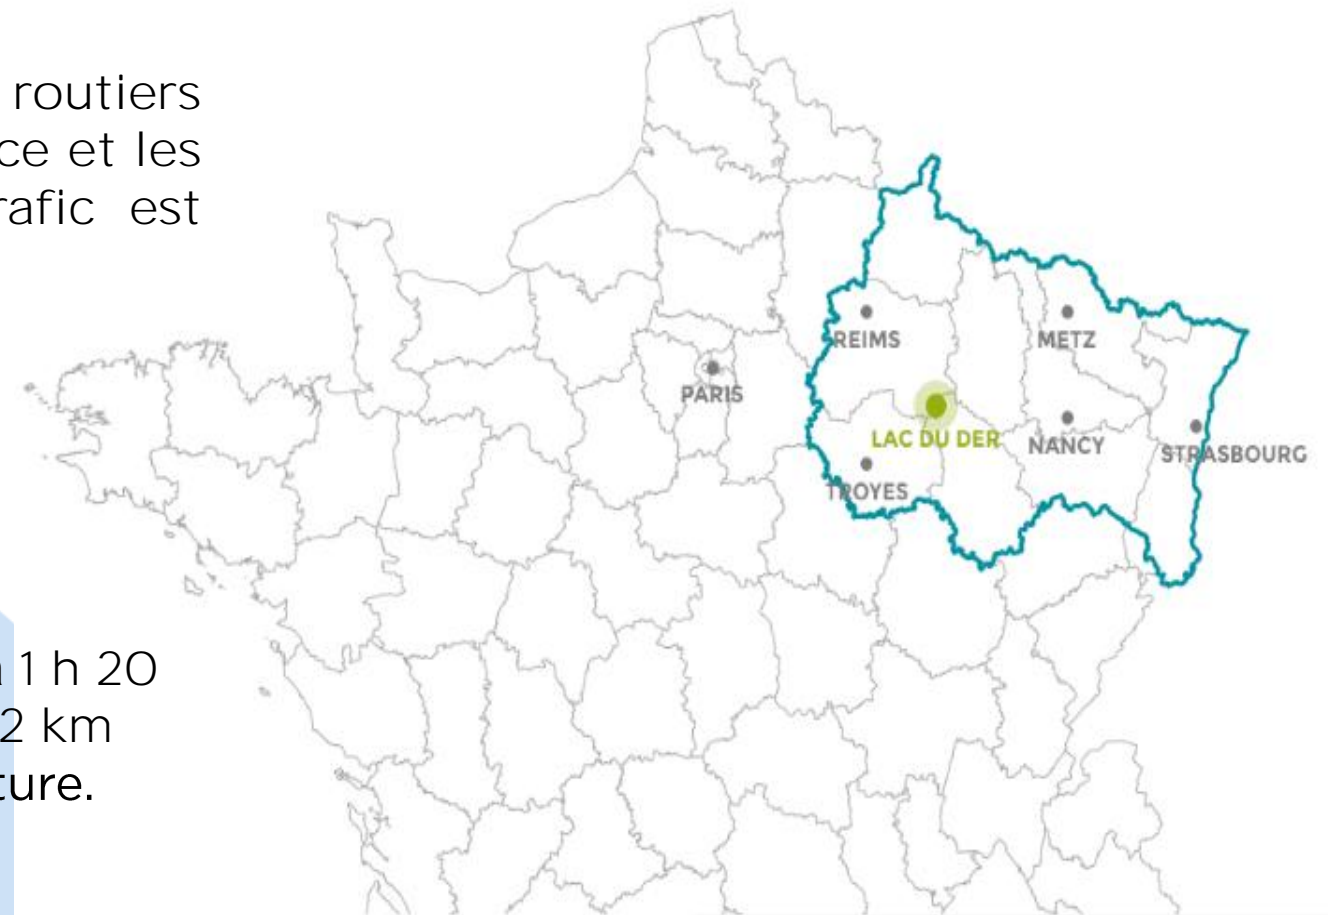 routiers
ce et les
rafic est
REIMS
METZ
PARIS
LAC DU DER
NANCY
STRASBOURG
TROYES
à 1 h 20
2 km
ture.